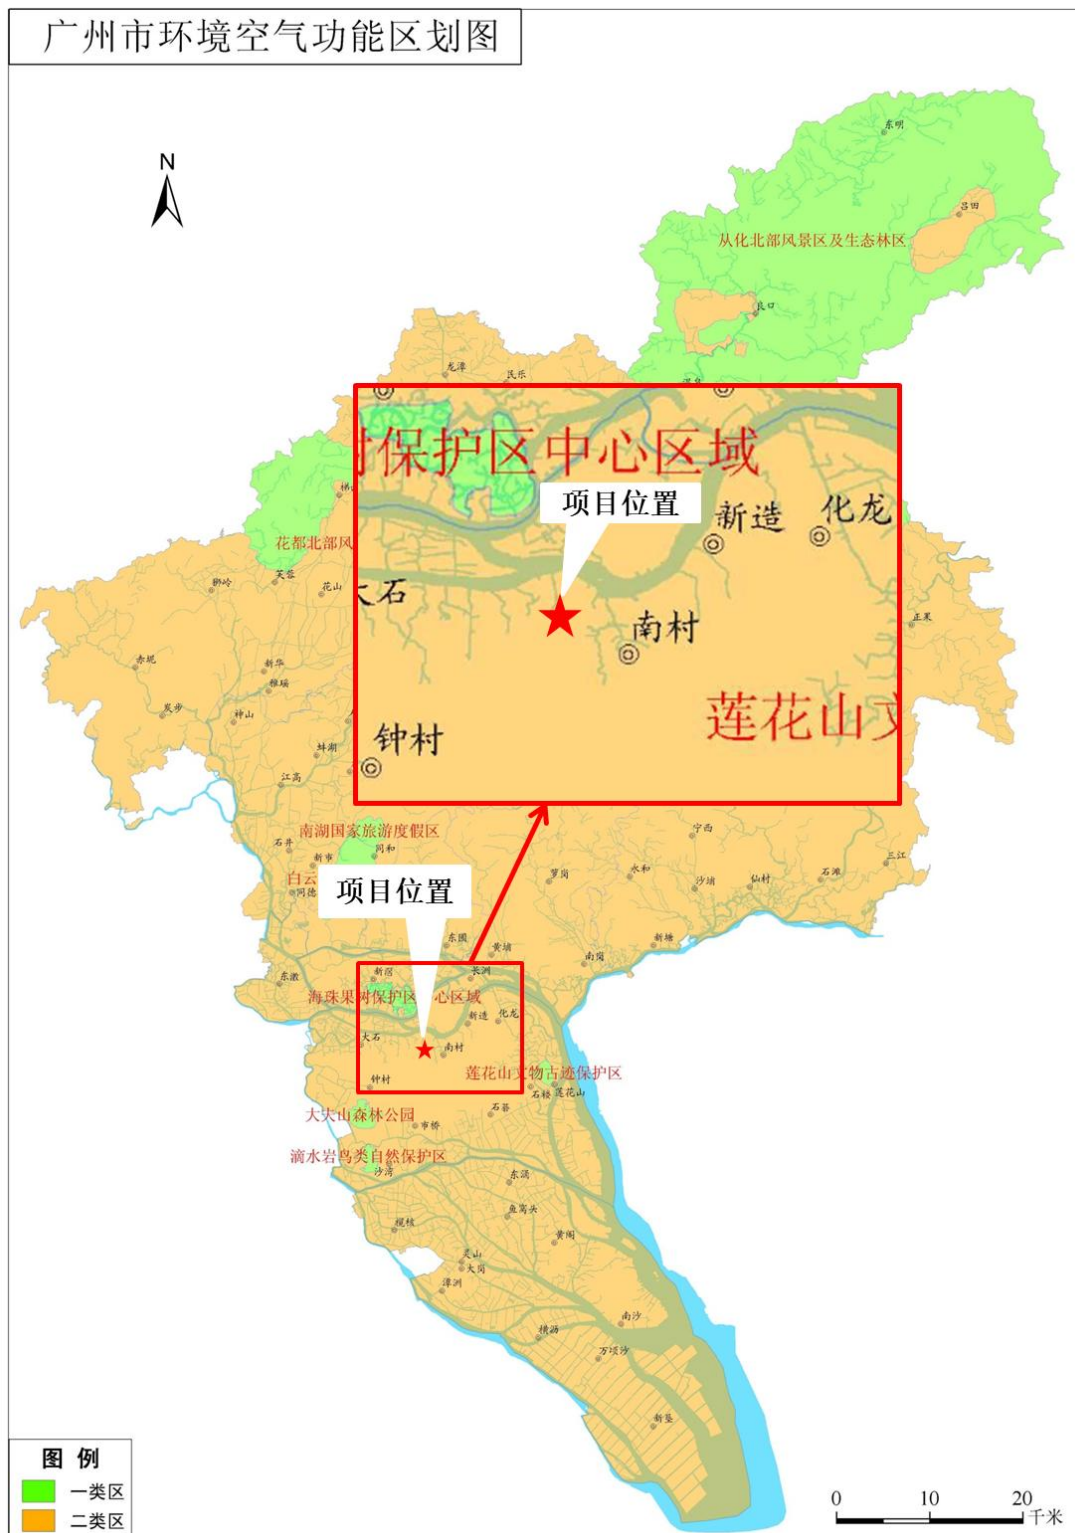 广州市环境空气功能区划图
N
东明
吕田
从化北部风景区及生态林区
良口
龙潭
民乐
温泉
保护区中心区域
项目位置
新造
化龙
大石
南村
莲花山文
钟村
花都北部风
芙蓉
狮岭
花山
正果
赤坭
新华
雅瑶
炭步
神山
蚌湖
江高
南湖国家旅游度假区
石井
同和
新市
白云
同德
宁西
三江
萝岗
永和
沙埔
仙村
石滩
项目位置
东圃
黄埔
新塘
南岗
新滘
长洲
东漖
海珠果树保护区中心区域
新造
化龙
大石
南村
莲花山文物古迹保护区
钟村
石楼
莲花山
石碁
大夫山森林公园
市桥
滴水岩鸟类自然保护区
沙湾
东涌
鱼窝头
榄核
黄阁
灵山
大岗
潭洲
南沙
横沥
万顷沙
新垦
图 例
一类区
二类区
0 10 20
千米